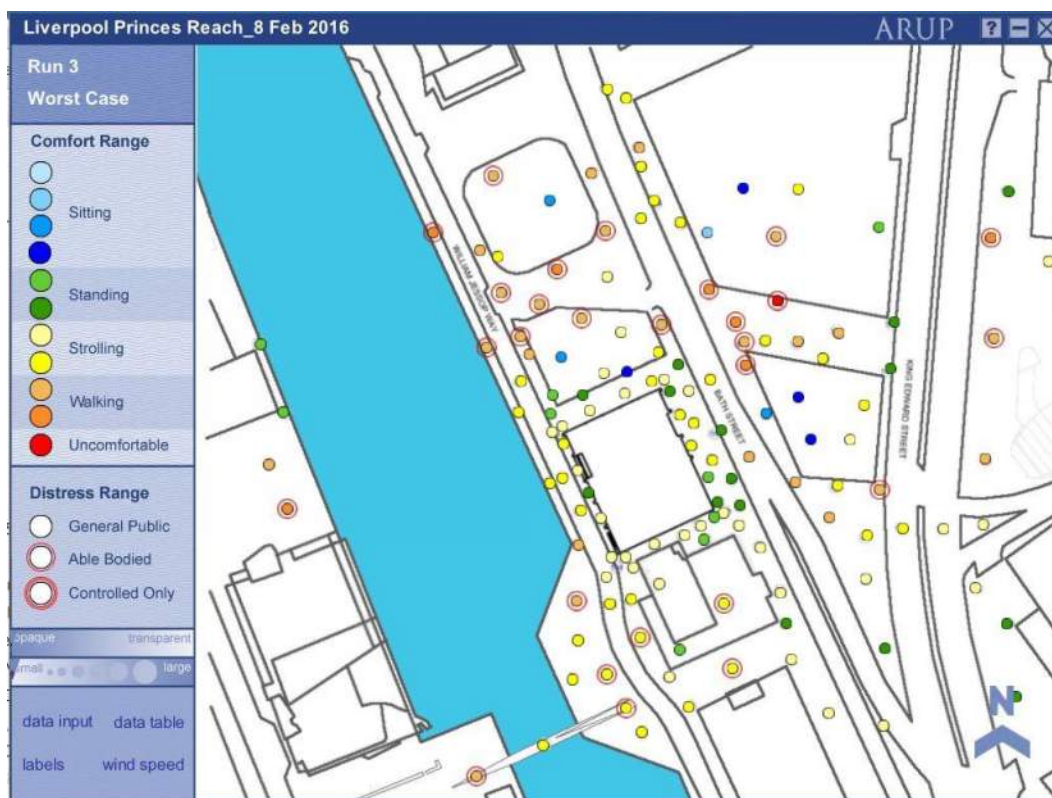 Liverpool Princes Reach_8 Feb 2016
ARUP
?
Run 3
Worst Case
Comfort Range
Sitting
Standing
Strolling
Walking
Uncomfortable
Distress Range
General Public
Able Bodied
Controlled Only
opaque transparent
small large
data input data table
labels wind speed
WILLIAM JESSOP WAY
BATH STREET
KING EDWARD STREET
N